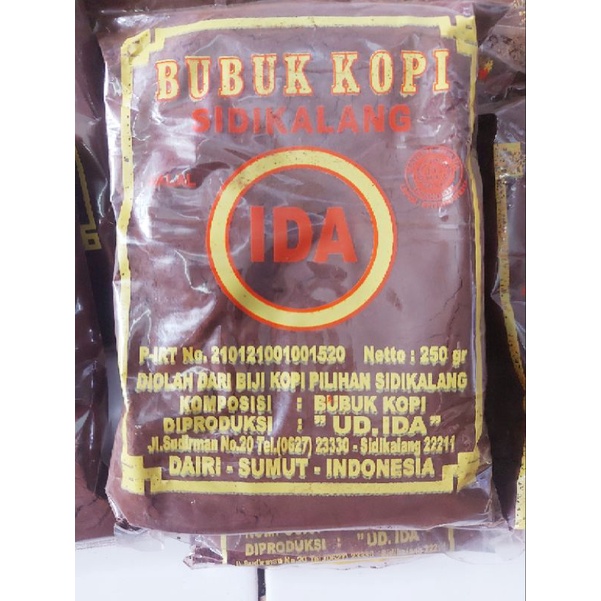 BUBUK KOPI
SIDIKALANG
IDA
P-IRT No. 210121001001520 Netto : 250 gr
DIOLAH DARI BIJI KOPI PILIHAN SIDIKALANG
KOMPOSISI : BUBUK KOPI
DIPRODUKSI : "UD.IDA"
Jl.Sudirman No.20 Tel.(0627) 23330 - Sidikalang 22211
DAIRI - SUMUT - INDONESIA
DIPRODUKSI : "UD.IDA